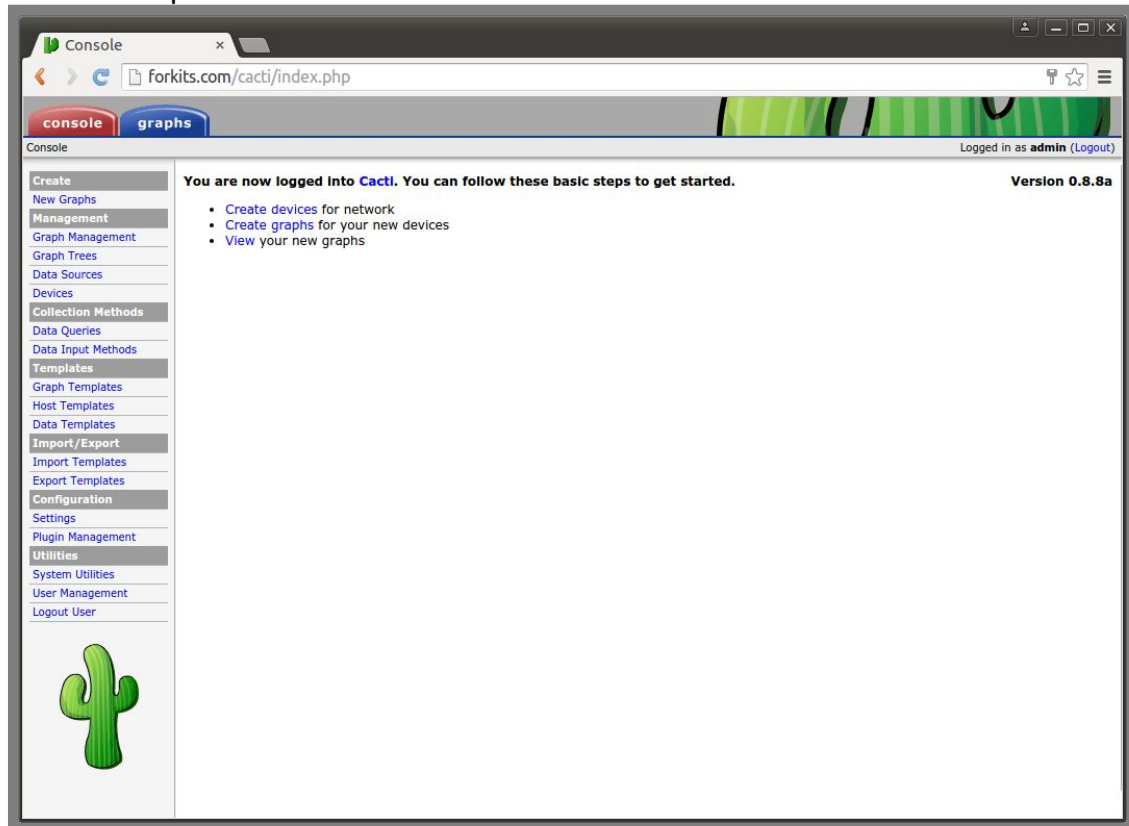 Console
forkits.com/cacti/index.php
console graphs
Console Logged in as admin (Logout)
Create
New Graphs
Management
Graph Management
Graph Trees
Data Sources
Devices
Collection Methods
Data Queries
Data Input Methods
Templates
Graph Templates
Host Templates
Data Templates
Import/Export
Import Templates
Export Templates
Configuration
Settings
Plugin Management
Utilities
System Utilities
User Management
Logout User
You are now logged into Cacti. You can follow these basic steps to get started. Version 0.8.8a
• Create devices for network
• Create graphs for your new devices
• View your new graphs